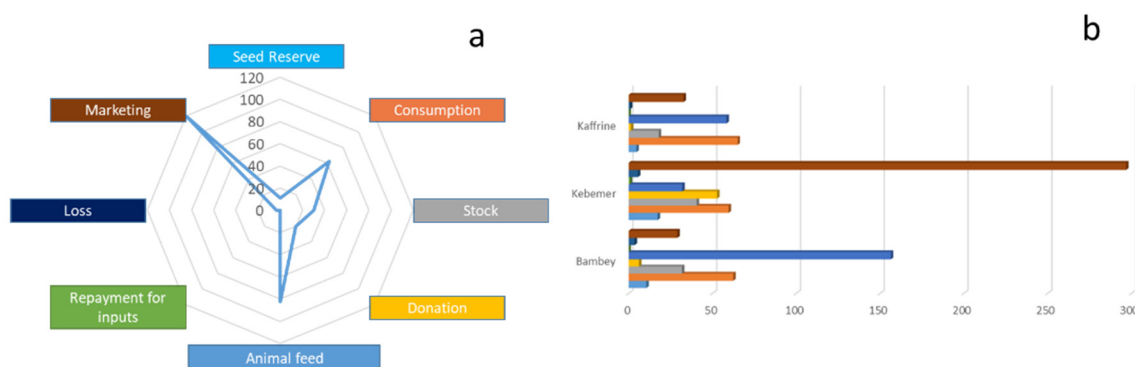 a
Seed Reserve
120
100
80
60
40
20
0
Marketing
Consumption
Loss
Stock
Repayment for
inputs
Donation
Animal feed
b
Kaffrine
Kebemer
Bambey
0 50 100 150 200 250 300